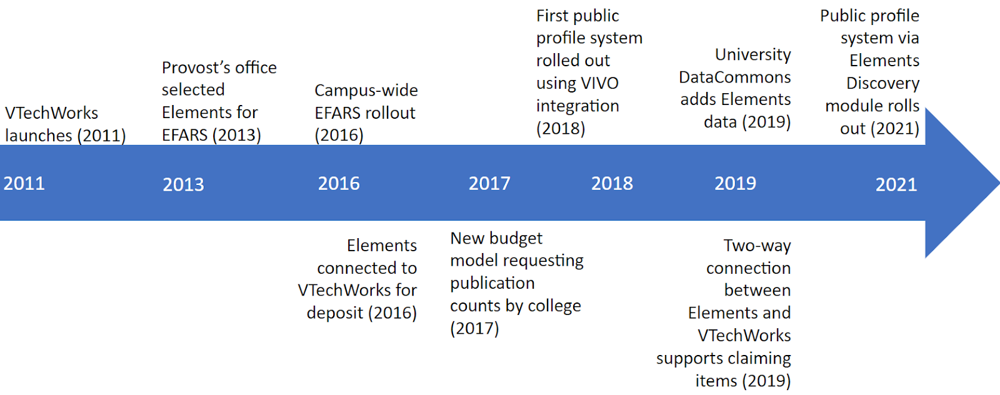 VTechWorks
launches (2011)
Provost’s office
selected
Elements for
EFARS (2013)
Campus-wide
EFARS rollout
(2016)
First public
profile system
rolled out
using VIVO
integration
(2018)
University
DataCommons
adds Elements
data (2019)
Public profile
system via
Elements
Discovery
module rolls
out (2021)
2011
2013
2016
2017
2018
2019
2021
Elements
connected to
VTechWorks for
deposit (2016)
New budget
model requesting
publication
counts by college
(2017)
Two-way
connection
between
Elements and
VTechWorks
supports claiming
items (2019)